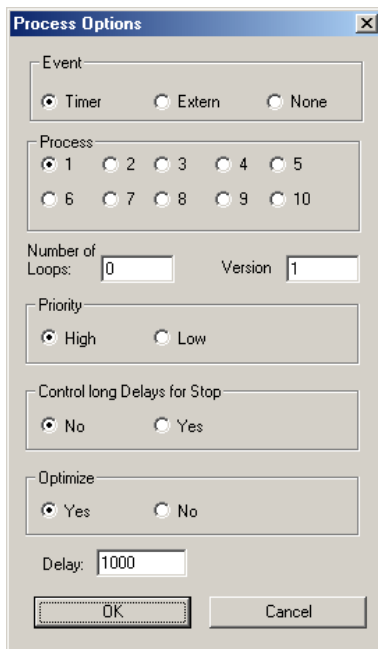 Process Options
Event
Timer Extern None
Process
1 2 3 4 5
6 7 8 9 10
Number of
Loops: 0 Version 1
Priority
High Low
Control long Delays for Stop
No Yes
Optimize
Yes No
Delay: 1000
OK Cancel